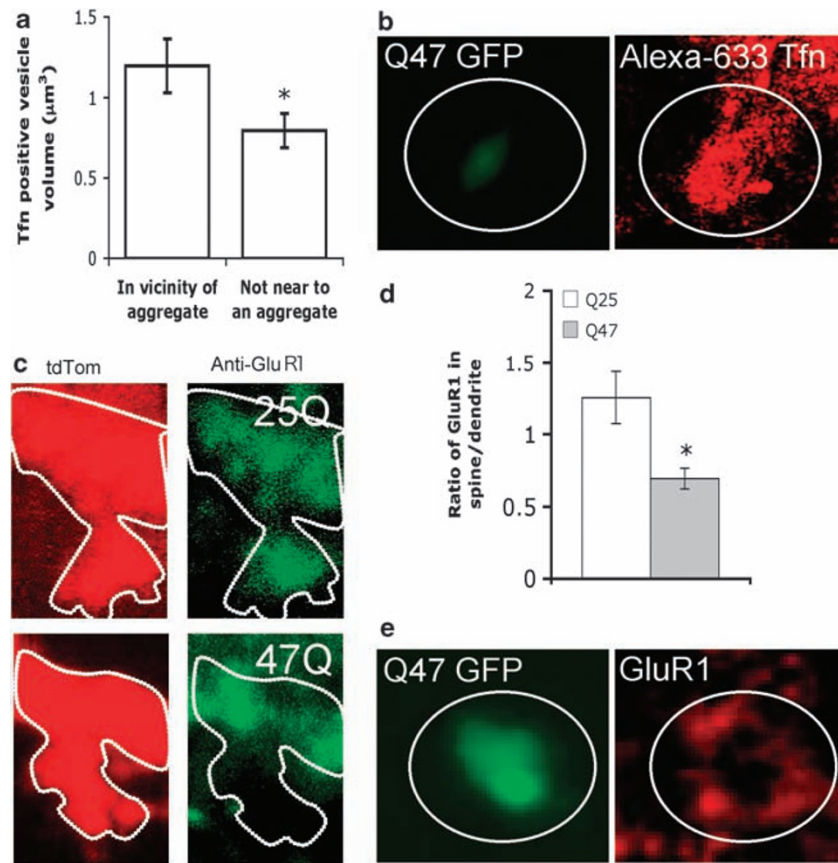 a
Tfn positive vesicle
volume (µm³)
1.5
1
0.5
0
*
In vicinity of
aggregate
Not near to
an aggregate
b
Q47 GFP
Alexa-633 Tfn
c
tdTom
Anti-GluR1
25Q
47Q
d
Ratio of GluR1 in
spine/dendrite
2
1.5
1
0.5
0
Q25
Q47
*
e
Q47 GFP
GluR1